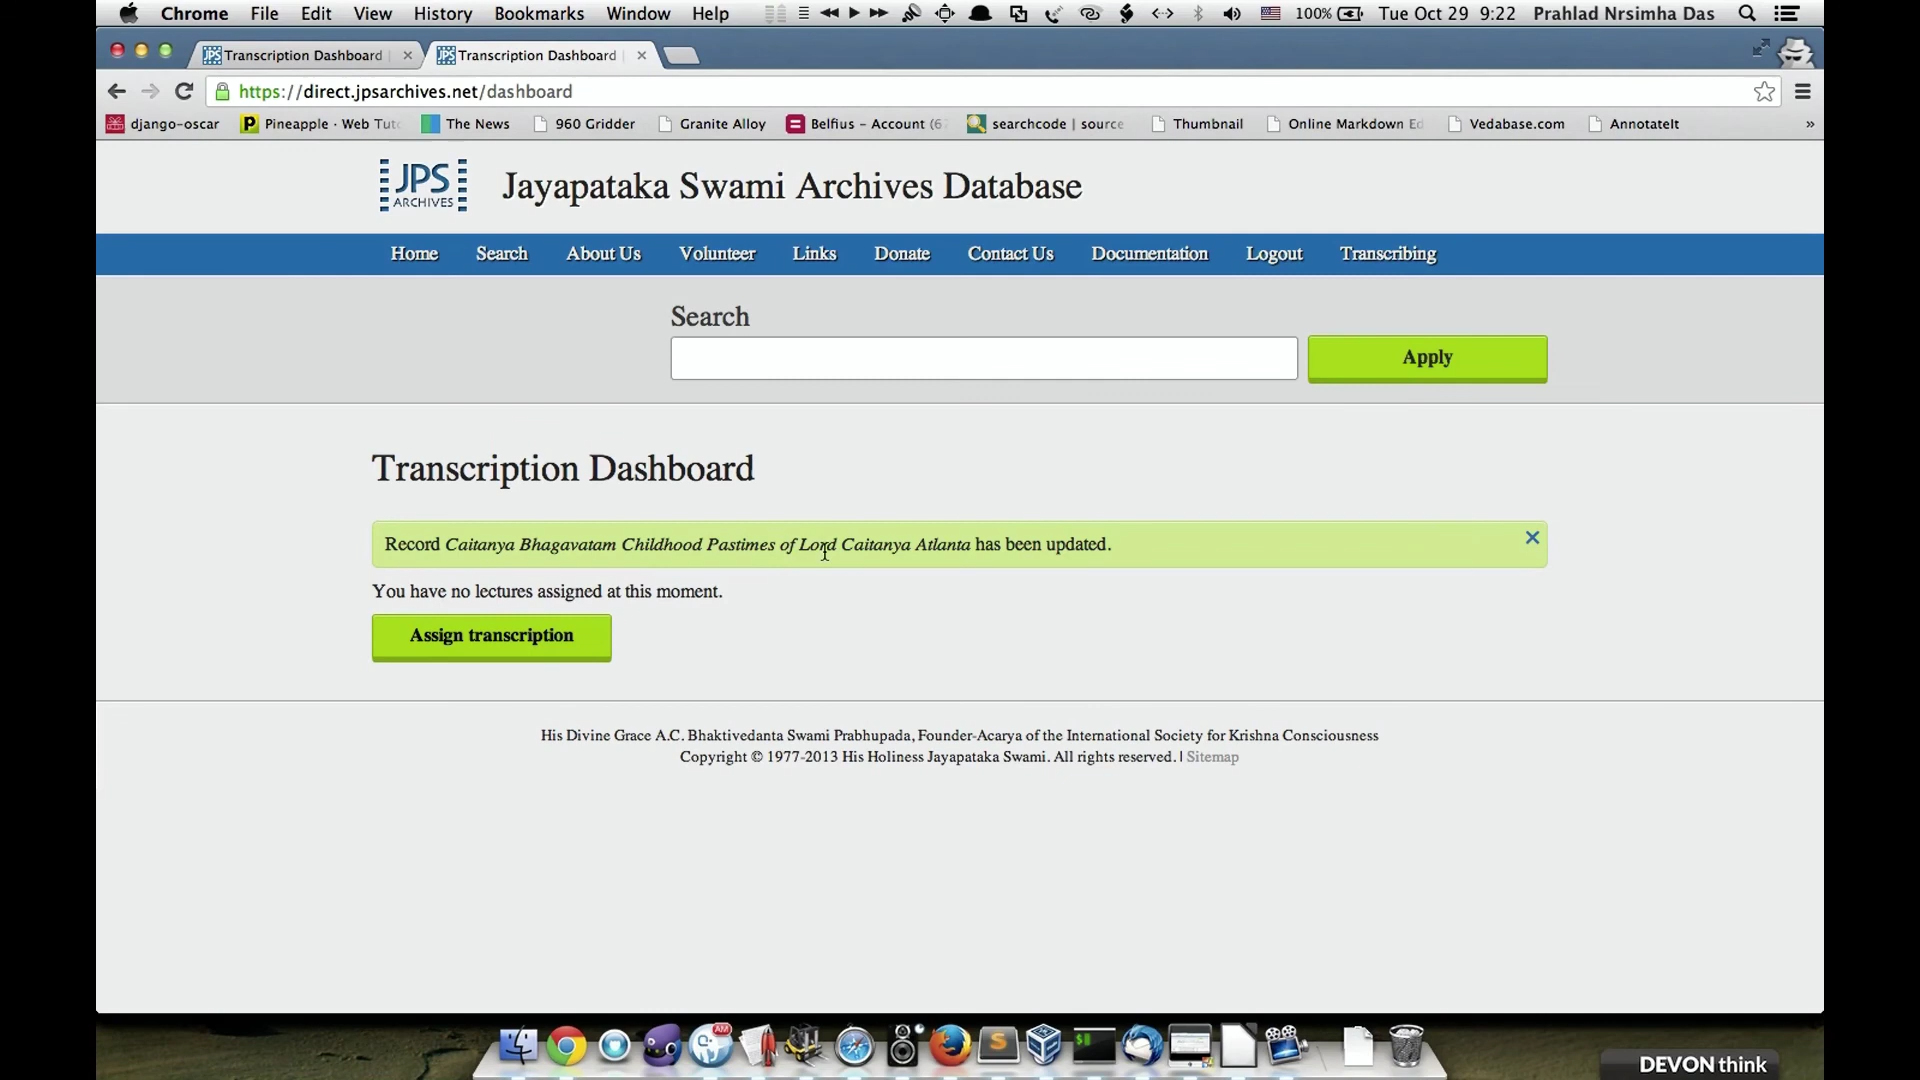 Chrome File Edit View History Bookmarks Window Help 100% Tue Oct 29 9:22 Prahlad Nrsimha Das
JPS Transcription Dashboard JPS Transcription Dashboard
https://direct.jpsarchives.net/dashboard
django-oscar Pineapple · Web Tut The News 960 Gridder Granite Alloy Belfius – Account (6 searchcode | source Thumbnail Online Markdown Ed Vedabase.com AnnotateIt »
JPS
ARCHIVES
Jayapataka Swami Archives Database
Home Search About Us Volunteer Links Donate Contact Us Documentation Logout Transcribing
Search
Apply
Transcription Dashboard
Record Caitanya Bhagavatam Childhood Pastimes of Lord Caitanya Atlanta has been updated.
You have no lectures assigned at this moment.
Assign transcription
His Divine Grace A.C. Bhaktivedanta Swami Prabhupada, Founder-Acarya of the International Society for Krishna Consciousness
Copyright © 1977-2013 His Holiness Jayapataka Swami. All rights reserved. | Sitemap
AM
DEVONthink